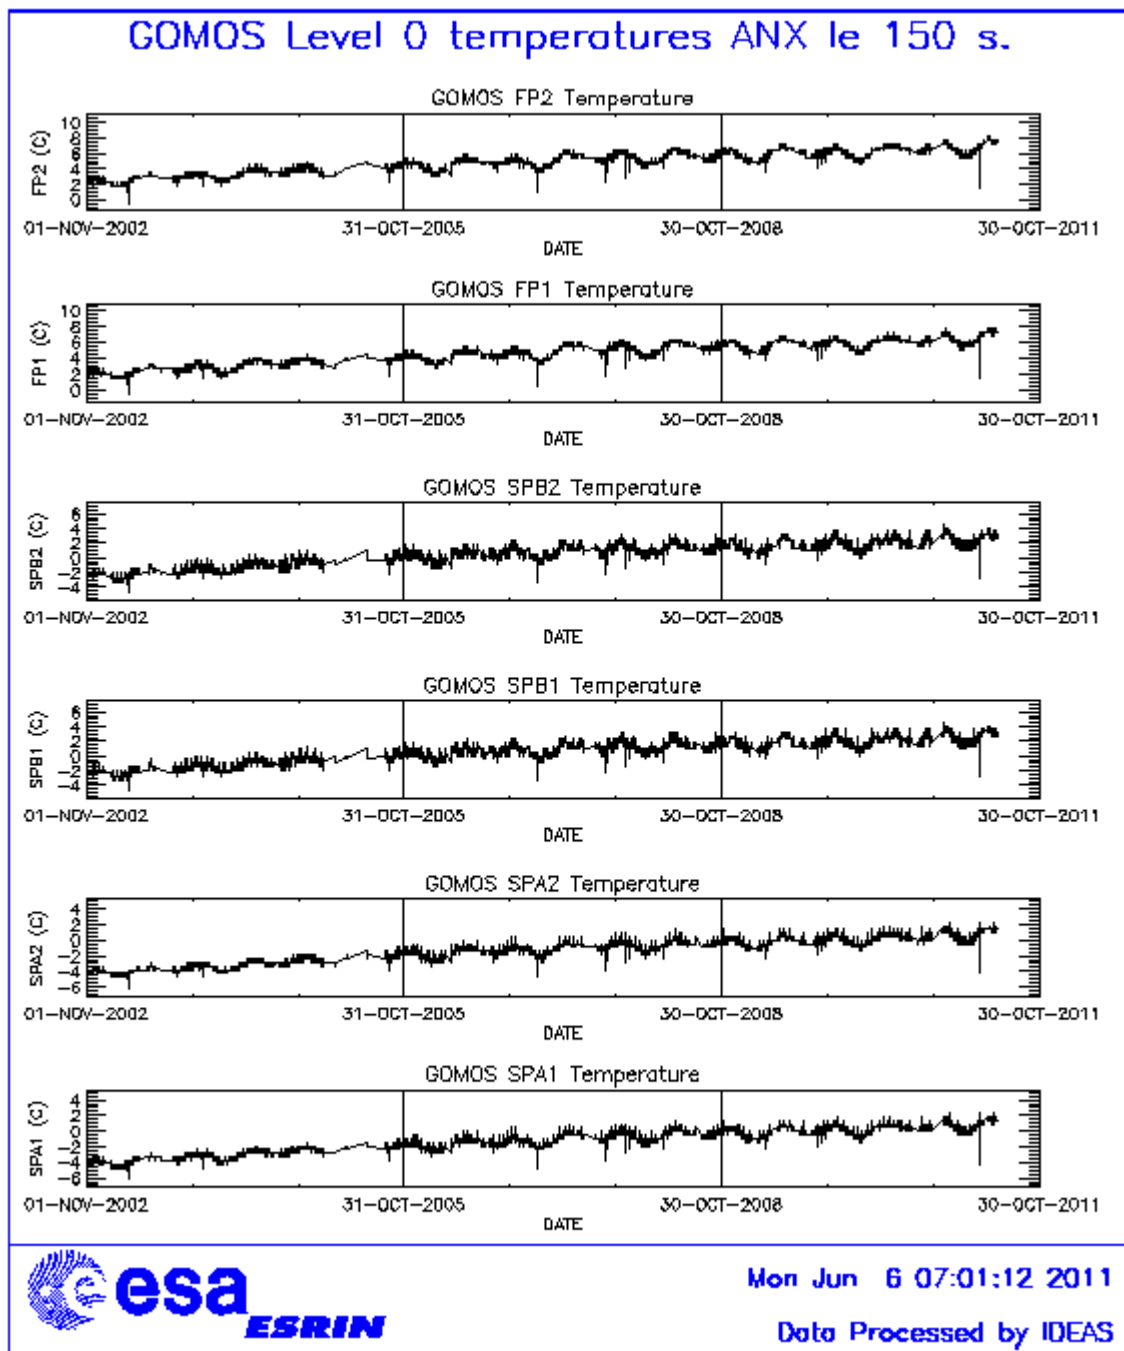 GOMOS Level 0 temperatures ANX le 150 s.
GOMOS FP2 Temperature
FP2 (C)
10
8
6
4
2
0
01-NOV-2002 31-OCT-2005 30-OCT-2008 30-OCT-2011
DATE
GOMOS FP1 Temperature
FP1 (C)
10
8
6
4
2
0
01-NOV-2002 31-OCT-2005 30-OCT-2008 30-OCT-2011
DATE
GOMOS SPB2 Temperature
SPB2 (C)
6
4
2
0
-2
-4
01-NOV-2002 31-OCT-2005 30-OCT-2008 30-OCT-2011
DATE
GOMOS SPB1 Temperature
SPB1 (C)
6
4
2
0
-2
-4
01-NOV-2002 31-OCT-2005 30-OCT-2008 30-OCT-2011
DATE
GOMOS SPA2 Temperature
SPA2 (C)
4
2
0
-2
-4
-6
01-NOV-2002 31-OCT-2005 30-OCT-2008 30-OCT-2011
DATE
GOMOS SPA1 Temperature
SPA1 (C)
4
2
0
-2
-4
-6
01-NOV-2002 31-OCT-2005 30-OCT-2008 30-OCT-2011
DATE
esa
ESRIN
Mon Jun 6 07:01:12 2011
Data Processed by IDEAS